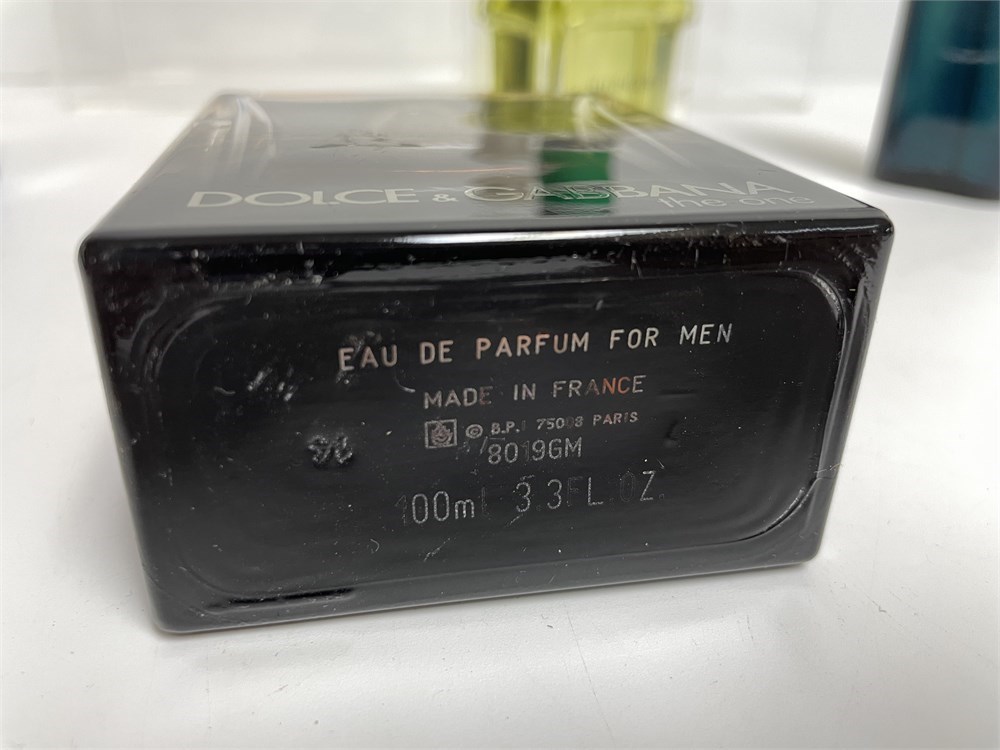 DOLCE & GABBANA
the one
EAU DE PARFUM FOR MEN
MADE IN FRANCE
© B.P.I 75008 PARIS
8019GM
100ml 3.3FL.OZ.